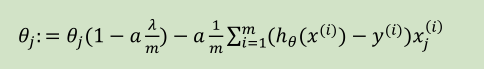 θ_j := θ_j(1 − a λ/m) − a 1/m ∑_{i=1}^{m}(h_θ(x^{(i)}) − y^{(i)})x_j^{(i)}